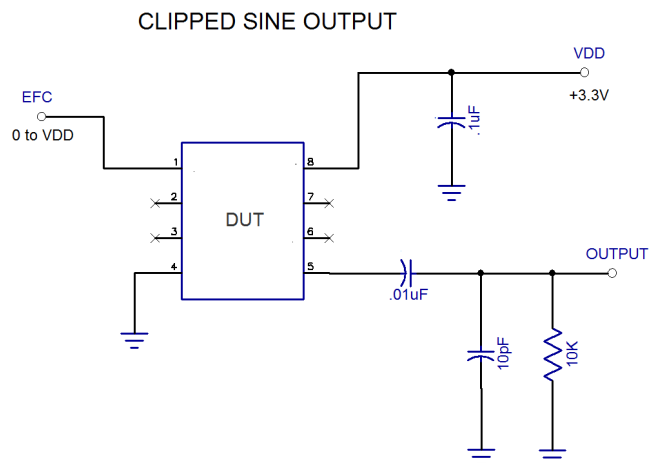 CLIPPED SINE OUTPUT
VDD
+3.3V
EFC
0 to VDD
.1uF
1
8
2
7
DUT
3
6
4
5
OUTPUT
.01uF
10pF
10K